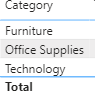 Category
Furniture
Office Supplies
Technology
Total